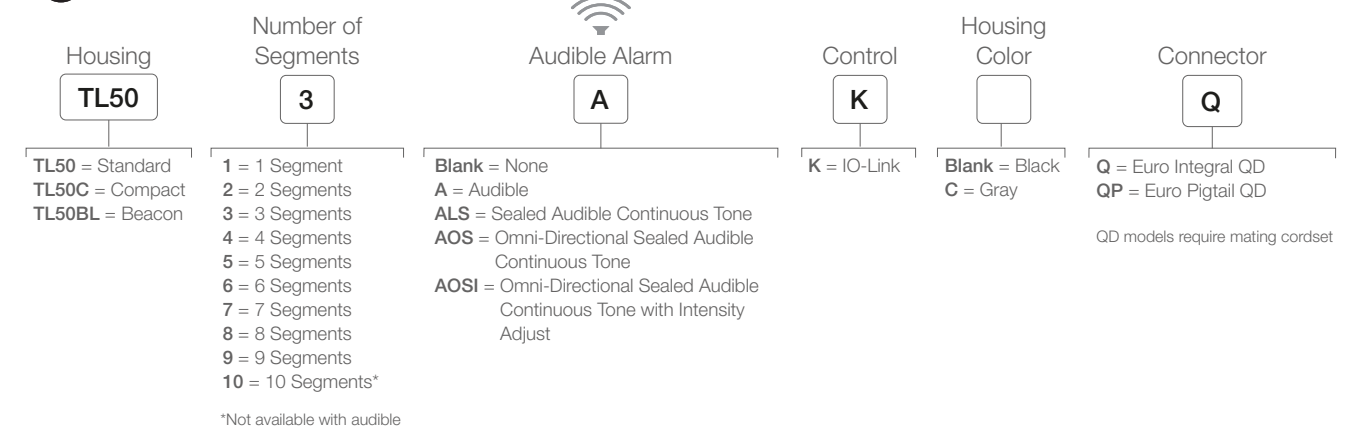 Housing
TL50
TL50 = Standard
TL50C = Compact
TL50BL = Beacon
Number of
Segments
3
1 = 1 Segment
2 = 2 Segments
3 = 3 Segments
4 = 4 Segments
5 = 5 Segments
6 = 6 Segments
7 = 7 Segments
8 = 8 Segments
9 = 9 Segments
10 = 10 Segments*
*Not available with audible
Audible Alarm
A
Blank = None
A = Audible
ALS = Sealed Audible Continuous Tone
AOS = Omni-Directional Sealed Audible
Continuous Tone
AOSI = Omni-Directional Sealed Audible
Continuous Tone with Intensity
Adjust
Control
K
K = IO-Link
Housing
Color
Blank = Black
C = Gray
Connector
Q
Q = Euro Integral QD
QP = Euro Pigtail QD
QD models require mating cordset